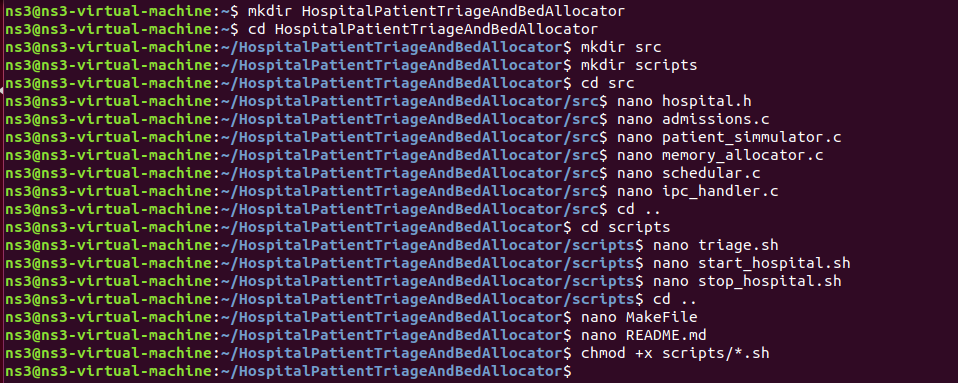 ns3@ns3-virtual-machine:~$ mkdir HospitalPatientTriageAndBedAllocator
ns3@ns3-virtual-machine:~$ cd HospitalPatientTriageAndBedAllocator
ns3@ns3-virtual-machine:~/HospitalPatientTriageAndBedAllocator$ mkdir src
ns3@ns3-virtual-machine:~/HospitalPatientTriageAndBedAllocator$ mkdir scripts
ns3@ns3-virtual-machine:~/HospitalPatientTriageAndBedAllocator$ cd src
ns3@ns3-virtual-machine:~/HospitalPatientTriageAndBedAllocator/src$ nano hospital.h
ns3@ns3-virtual-machine:~/HospitalPatientTriageAndBedAllocator/src$ nano admissions.c
ns3@ns3-virtual-machine:~/HospitalPatientTriageAndBedAllocator/src$ nano patient_simmulator.c
ns3@ns3-virtual-machine:~/HospitalPatientTriageAndBedAllocator/src$ nano memory_allocator.c
ns3@ns3-virtual-machine:~/HospitalPatientTriageAndBedAllocator/src$ nano schedular.c
ns3@ns3-virtual-machine:~/HospitalPatientTriageAndBedAllocator/src$ nano ipc_handler.c
ns3@ns3-virtual-machine:~/HospitalPatientTriageAndBedAllocator/src$ cd ..
ns3@ns3-virtual-machine:~/HospitalPatientTriageAndBedAllocator$ cd scripts
ns3@ns3-virtual-machine:~/HospitalPatientTriageAndBedAllocator/scripts$ nano triage.sh
ns3@ns3-virtual-machine:~/HospitalPatientTriageAndBedAllocator/scripts$ nano start_hospital.sh
ns3@ns3-virtual-machine:~/HospitalPatientTriageAndBedAllocator/scripts$ nano stop_hospital.sh
ns3@ns3-virtual-machine:~/HospitalPatientTriageAndBedAllocator/scripts$ cd ..
ns3@ns3-virtual-machine:~/HospitalPatientTriageAndBedAllocator$ nano MakeFile
ns3@ns3-virtual-machine:~/HospitalPatientTriageAndBedAllocator$ nano README.md
ns3@ns3-virtual-machine:~/HospitalPatientTriageAndBedAllocator$ chmod +x scripts/*.sh
ns3@ns3-virtual-machine:~/HospitalPatientTriageAndBedAllocator$